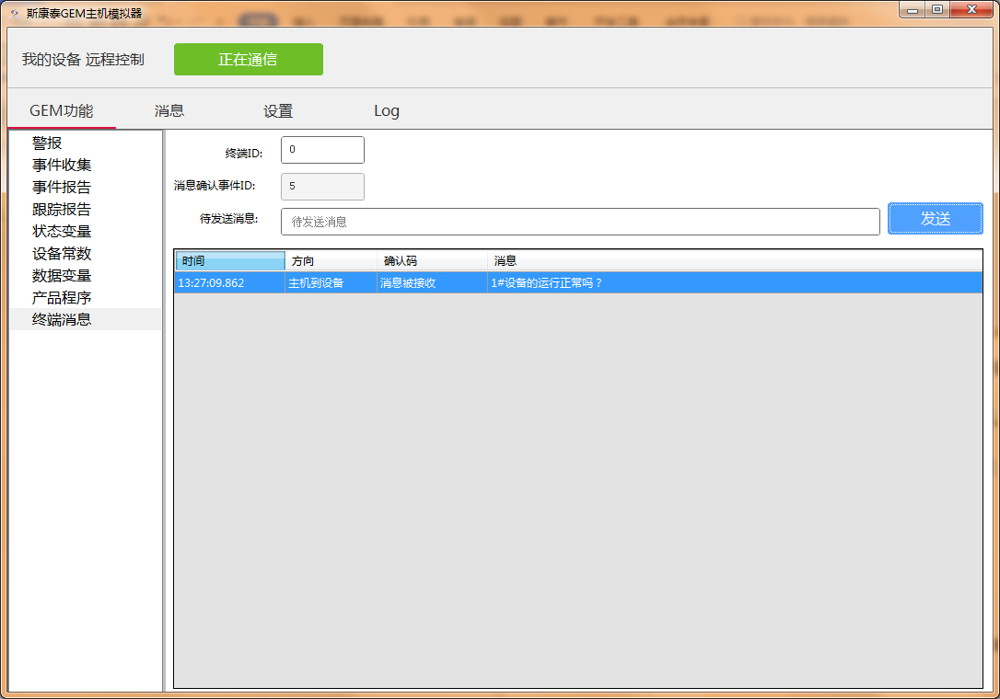 斯康泰GEM主机模拟器
我的设备 远程控制
正在通信
GEM功能 消息 设置 Log
警报
事件收集
事件报告
跟踪报告
状态变量
设备常数
数据变量
产品程序
终端消息
终端ID: 0
消息确认事件ID: 5
待发送消息: 待发送消息 发送
时间 方向 确认码 消息
13:27:09.862 主机到设备 消息被接收 1#设备的运行正常吗？